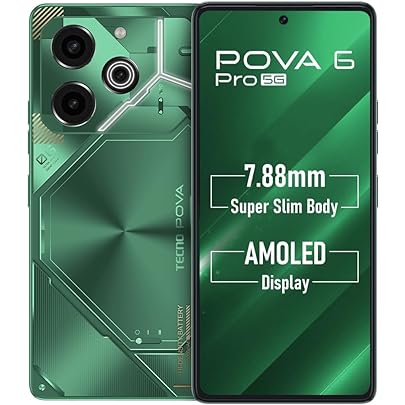 POVA 6
Pro 5G
7.88mm
Super Slim Body
AMOLED
Display
TECNO POVA